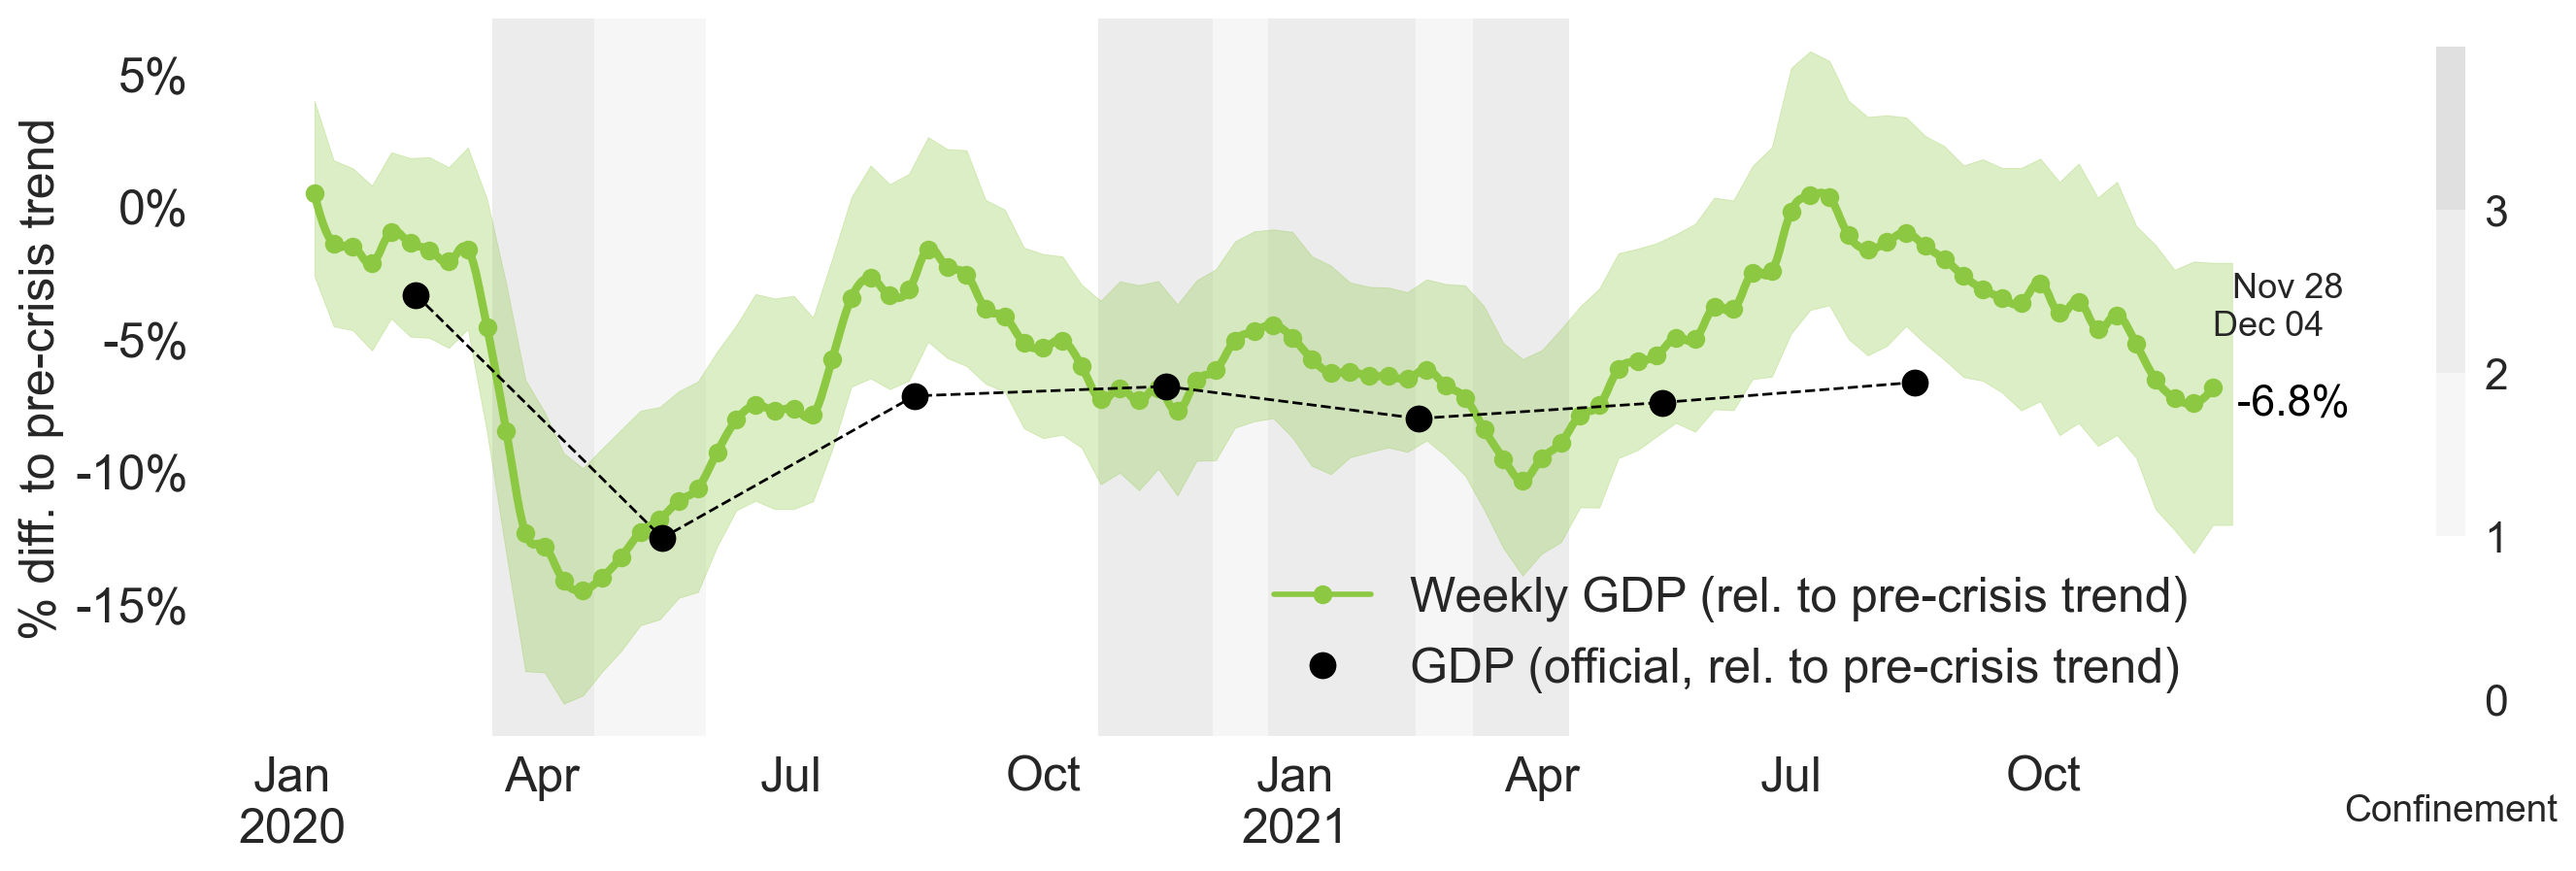 % diff. to pre-crisis trend
5%
0%
-5%
-10%
-15%
Jan
2020
Apr
Jul
Oct
Jan
2021
Apr
Jul
Oct
Nov 28
Dec 04
-6.8%
Weekly GDP (rel. to pre-crisis trend)
GDP (official, rel. to pre-crisis trend)
3
2
1
0
Confinement